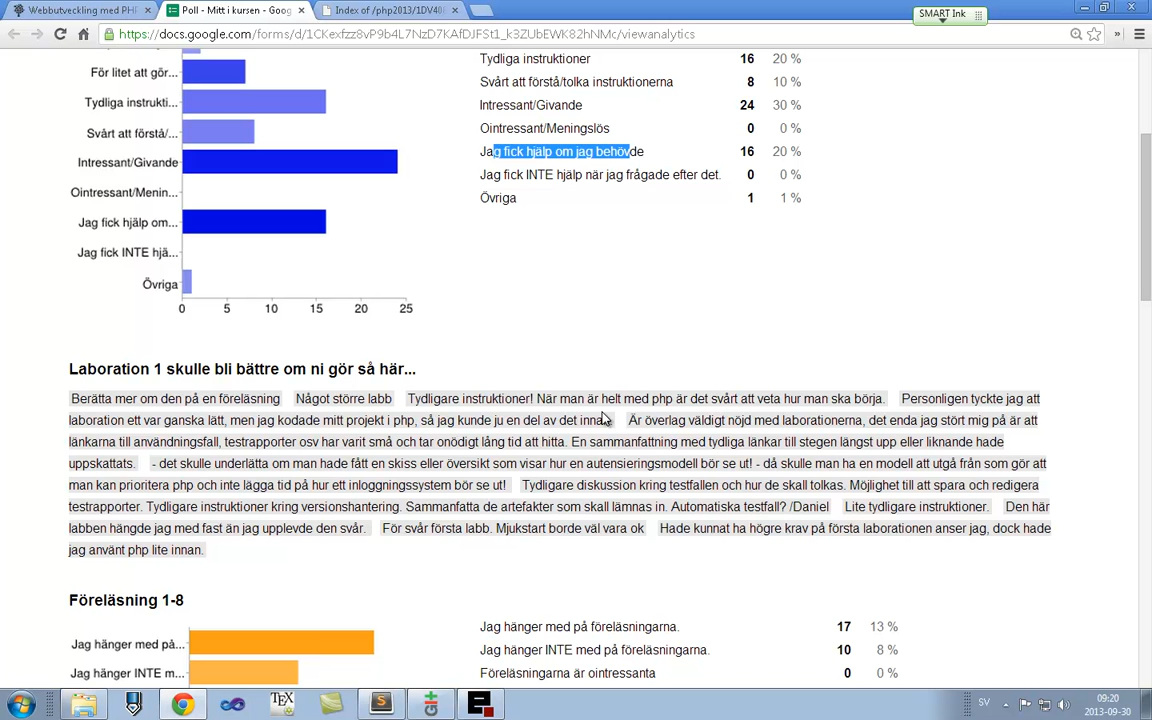 Webbutveckling med PHP
Poll - Mitt i kursen - Goog
Index of /php2013/1DV40
SMART Ink
https://docs.google.com/forms/d/1CKexfzz8vP9b4L7NzD7KAfDJFSt1_k3ZUbEWK82hNMc/viewanalytics
För litet att gör...
Tydliga instrukti...
Svårt att förstå/...
Intressant/Givande
Ointressant/Menin...
Jag fick hjälp om...
Jag fick INTE hjä...
Övriga
0 5 10 15 20 25
Tydliga instruktioner 16 20 %
Svårt att förstå/tolka instruktionerna 8 10 %
Intressant/Givande 24 30 %
Ointressant/Meningslös 0 0 %
Jag fick hjälp om jag behövde 16 20 %
Jag fick INTE hjälp när jag frågade efter det. 0 0 %
Övriga 1 1 %
Laboration 1 skulle bli bättre om ni gör så här...
Berätta mer om den på en föreläsning Något större labb Tydligare instruktioner! När man är helt med php är det svårt att veta hur man ska börja. Personligen tyckte jag att
laboration ett var ganska lätt, men jag kodade mitt projekt i php, så jag kunde ju en del av det innan. Är överlag väldigt nöjd med laborationerna, det enda jag stört mig på är att
länkarna till användningsfall, testrapporter osv har varit små och tar onödigt lång tid att hitta. En sammanfattning med tydliga länkar till stegen längst upp eller liknande hade
uppskattats. - det skulle underlätta om man hade fått en skiss eller översikt som visar hur en autensieringsmodell bör se ut! - då skulle man ha en modell att utgå från som gör att
man kan prioritera php och inte lägga tid på hur ett inloggningssystem bör se ut! Tydligare diskussion kring testfallen och hur de skall tolkas. Möjlighet till att spara och redigera
testrapporter. Tydligare instruktioner kring versionshantering. Sammanfatta de artefakter som skall lämnas in. Automatiska testfall? /Daniel Lite tydligare instruktioner. Den här
labben hängde jag med fast än jag upplevde den svår. För svår första labb. Mjukstart borde väl vara ok Hade kunnat ha högre krav på första laborationen anser jag, dock hade
jag använt php lite innan.
Föreläsning 1-8
Jag hänger med på...
Jag hänger INTE m...
Jag hänger med på föreläsningarna. 17 13 %
Jag hänger INTE med på föreläsningarna. 10 8 %
Föreläsningarna är ointressanta 0 0 %
TEX
S
SV
09:20
2013-09-30